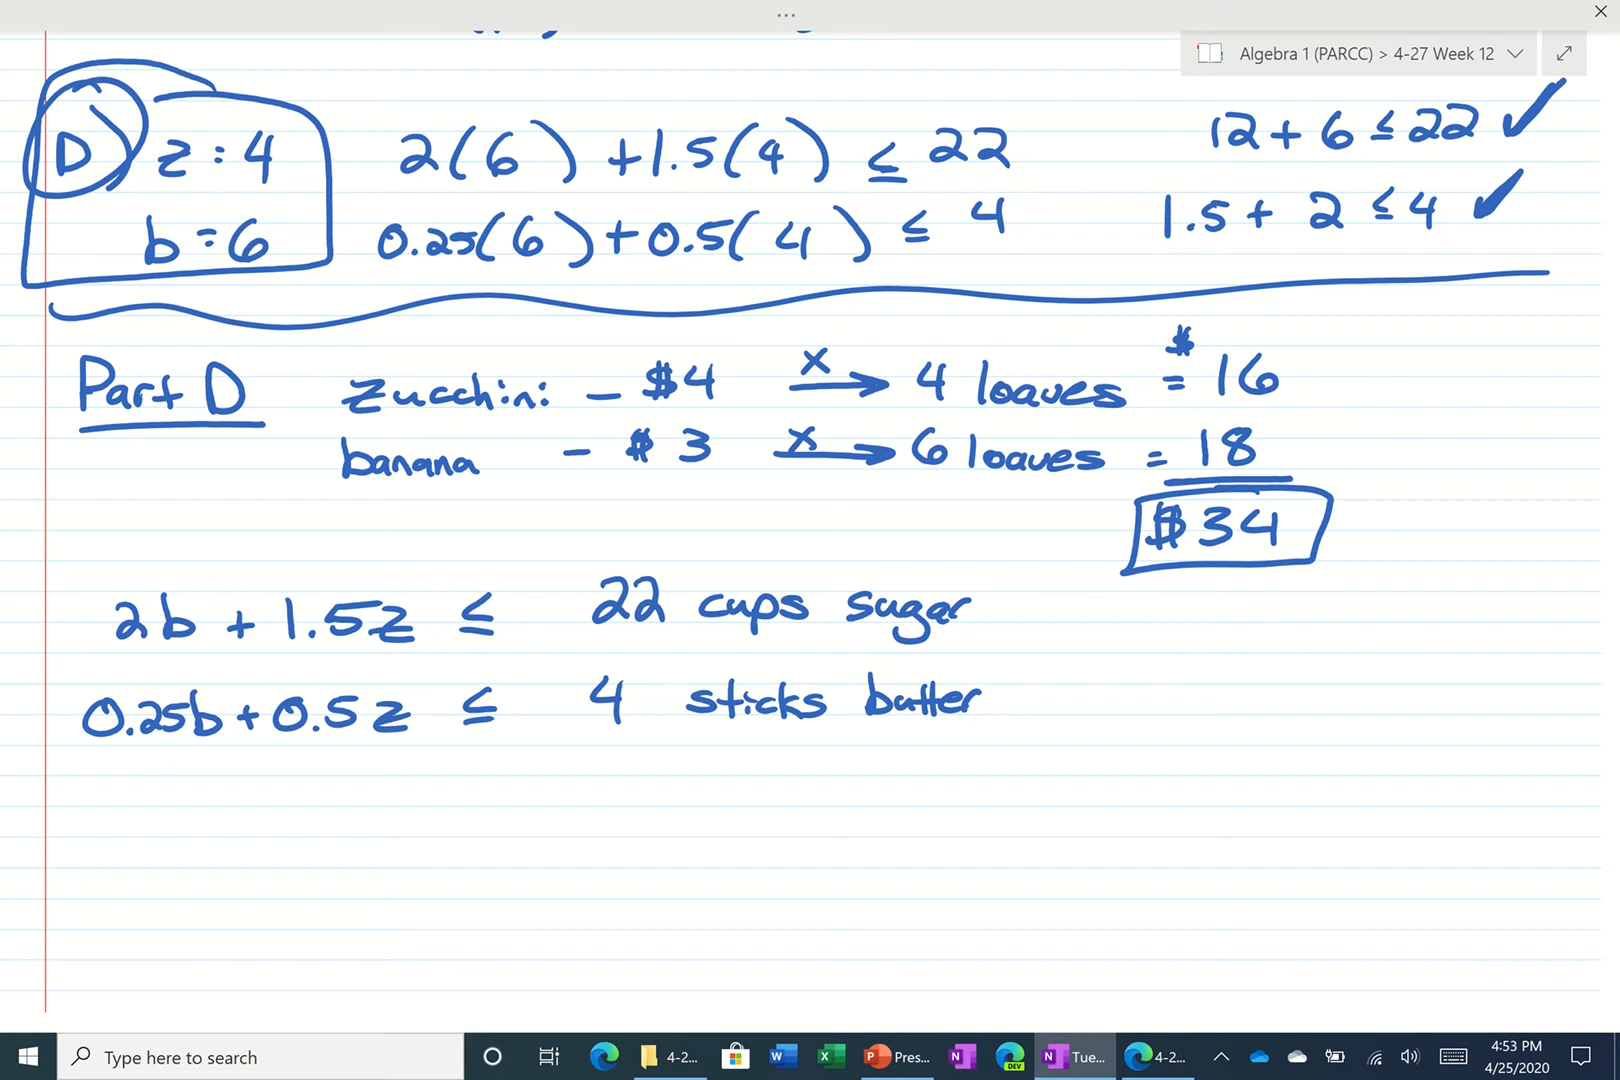 Algebra 1 (PARCC) > 4-27 Week 12
D z = 4 2(6) + 1.5(4) ≤ 22 12 + 6 ≤ 22 ✓
b = 6 0.25(6) + 0.5(4) ≤ 4 1.5 + 2 ≤ 4 ✓
Part D zucchini - $4 x→ 4 loaves = $16
banana - $3 x→ 6 loaves = 18
$34
2b + 1.5z ≤ 22 cups sugar
0.25b + 0.5z ≤ 4 sticks butter
Type here to search
4-2...
Pres...
DEV
Tue...
4-2...
4:53 PM
4/25/2020